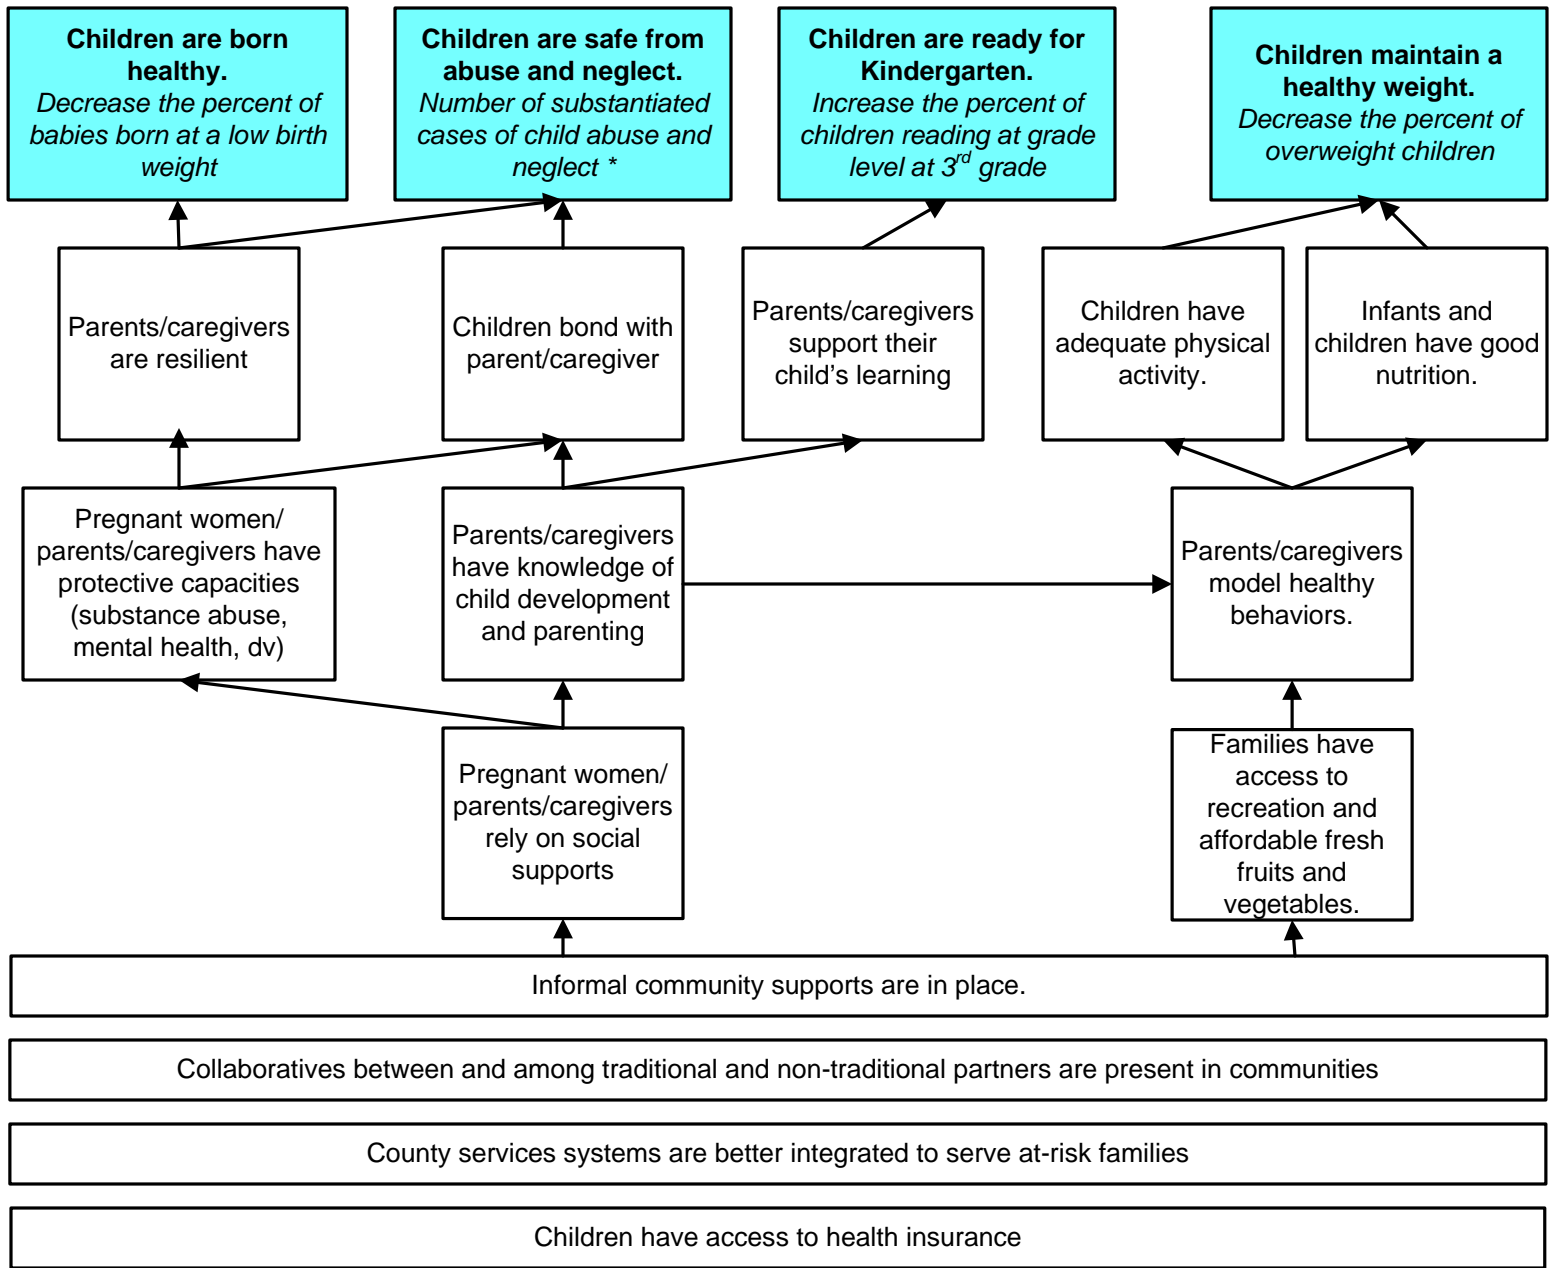 Children are born
healthy.
Decrease the percent of
babies born at a low birth
weight
Children are safe from
abuse and neglect.
Number of substantiated
cases of child abuse and
neglect *
Children are ready for
Kindergarten.
Increase the percent of
children reading at grade
level at 3rd grade
Children maintain a
healthy weight.
Decrease the percent of
overweight children
Parents/caregivers
are resilient
Children bond with
parent/caregiver
Parents/caregivers
support their
child’s learning
Children have
adequate physical
activity.
Infants and
children have good
nutrition.
Pregnant women/
parents/caregivers have
protective capacities
(substance abuse,
mental health, dv)
Parents/caregivers
have knowledge of
child development
and parenting
Parents/caregivers
model healthy
behaviors.
Pregnant women/
parents/caregivers
rely on social
supports
Families have
access to
recreation and
affordable fresh
fruits and
vegetables.
Informal community supports are in place.
Collaboratives between and among traditional and non-traditional partners are present in communities
County services systems are better integrated to serve at-risk families
Children have access to health insurance